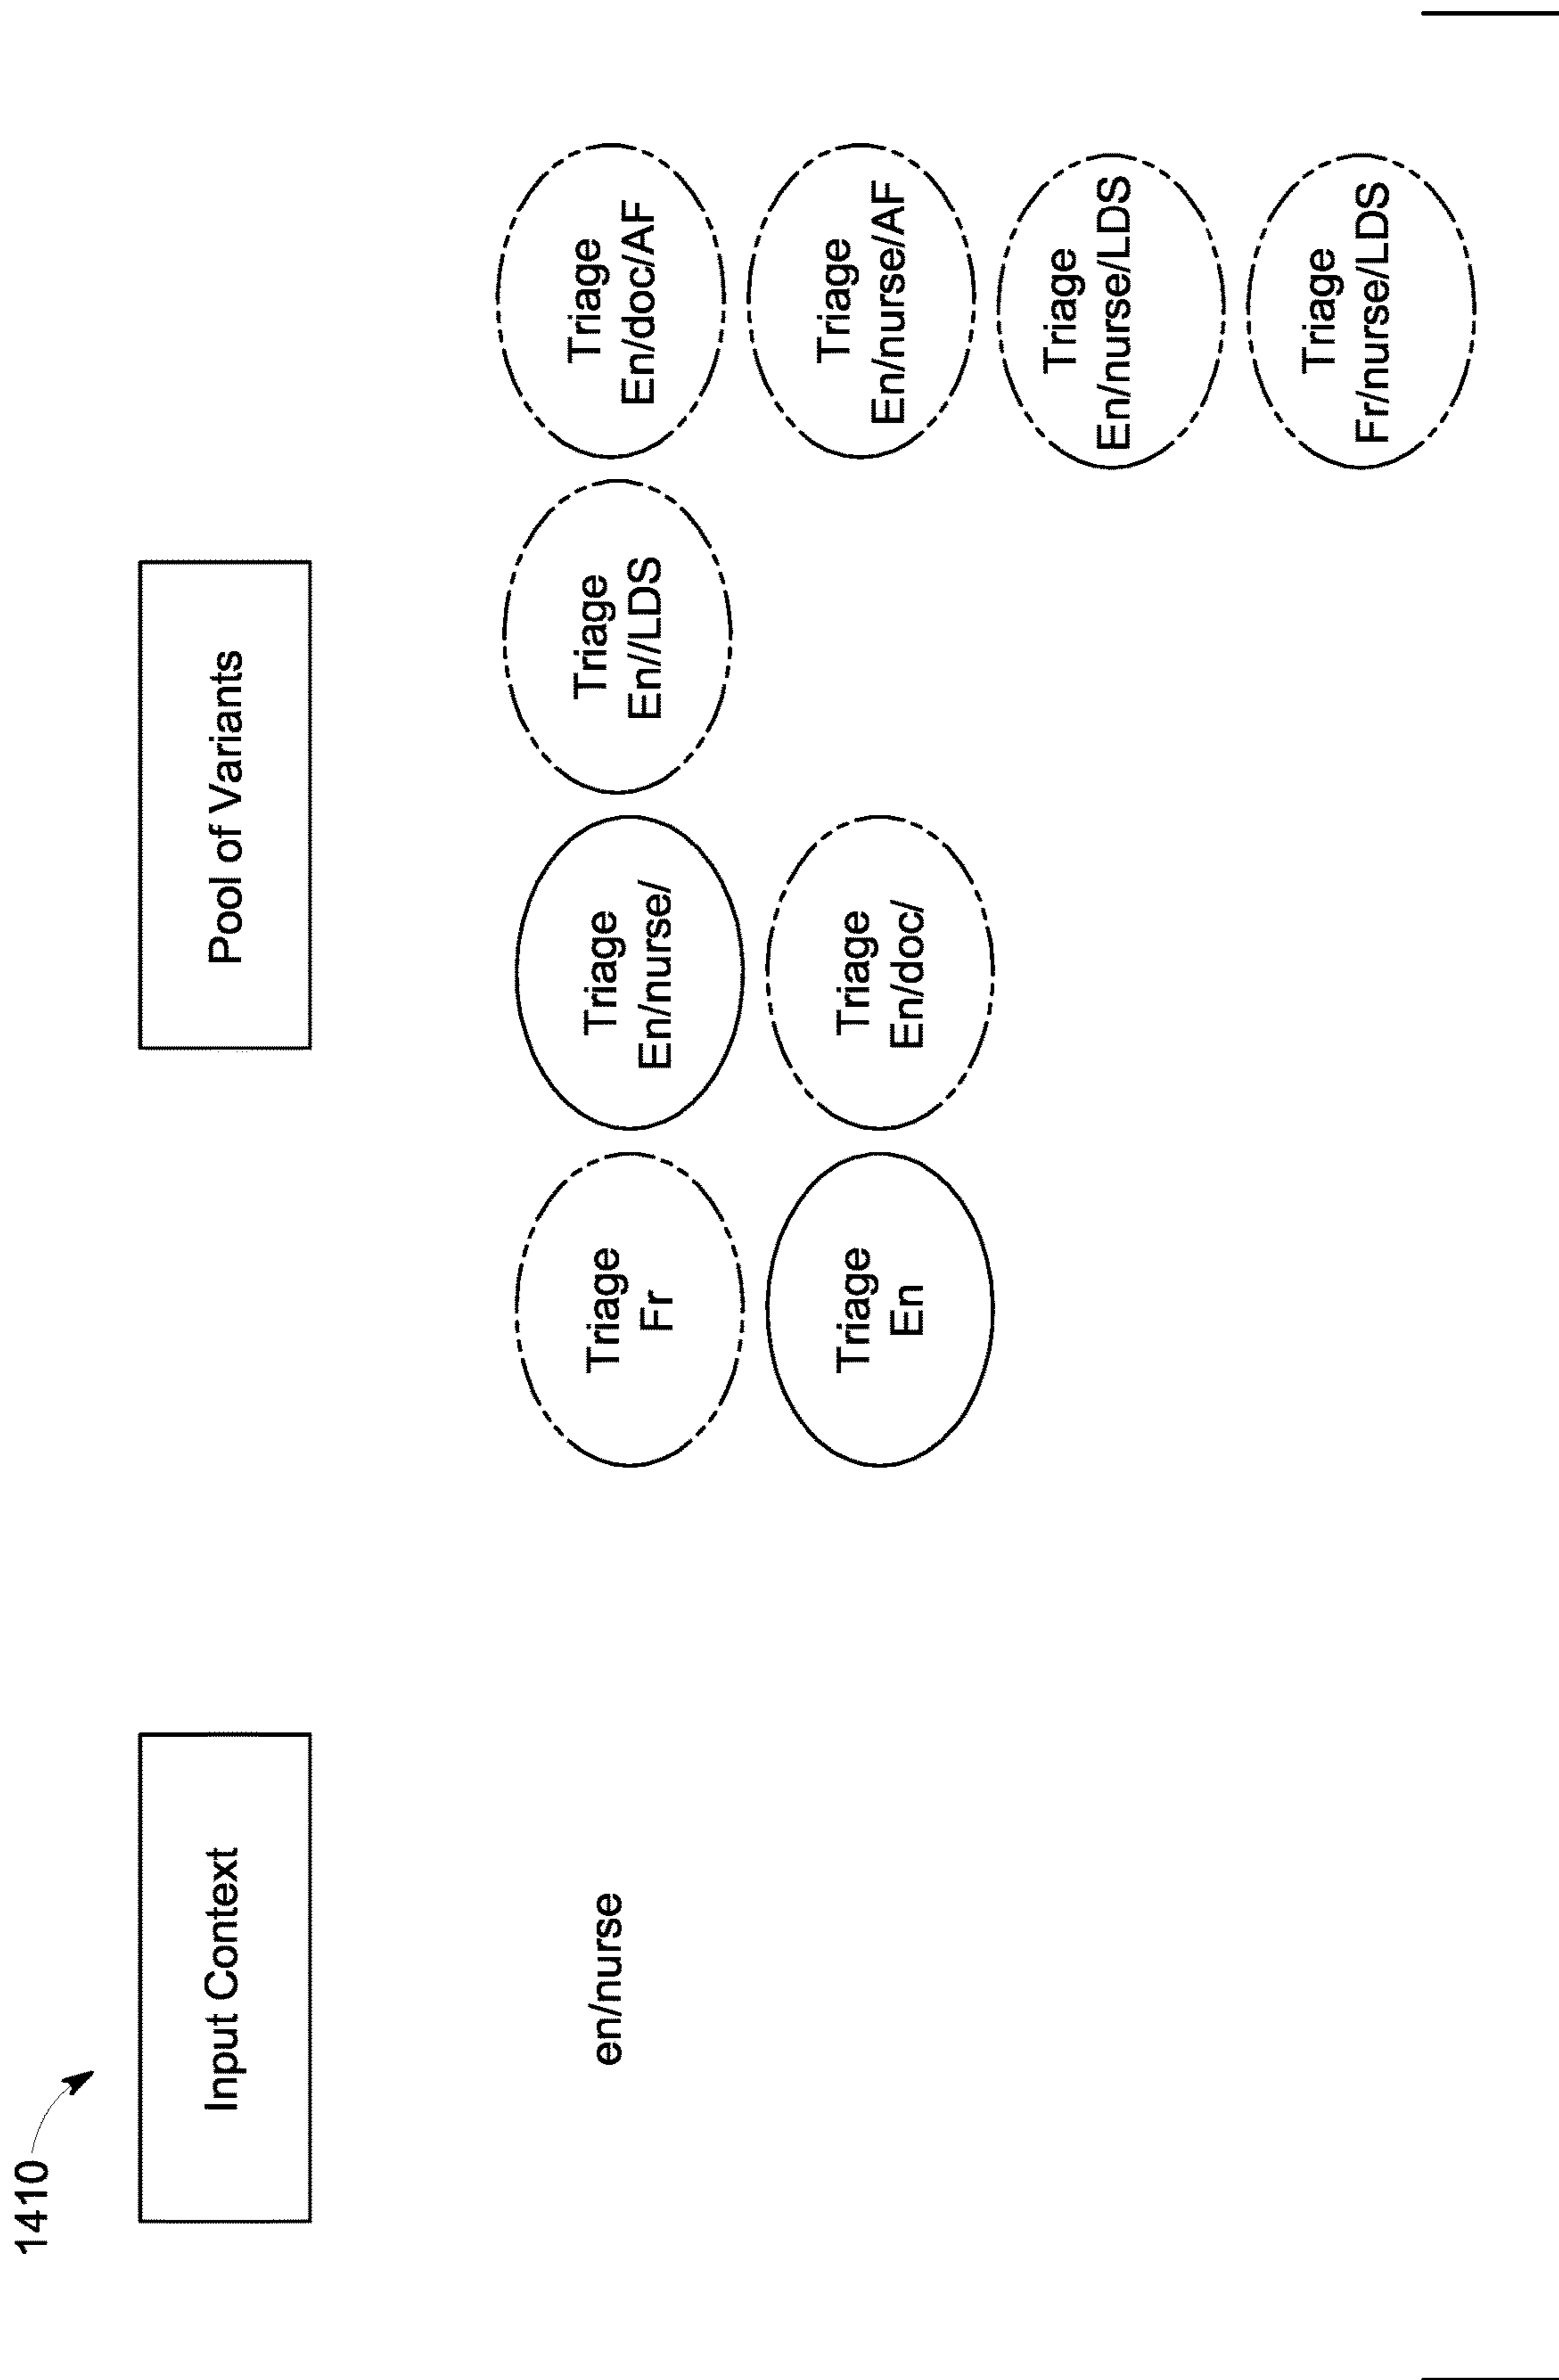 1410
Input Context
Pool of Variants
en/nurse
Triage
Fr
Triage
En
Triage
En/nurse/
Triage
En/doc/
Triage
En//LDS
Triage
En/doc/AF
Triage
En/nurse/AF
Triage
En/nurse/LDS
Triage
Fr/nurse/LDS